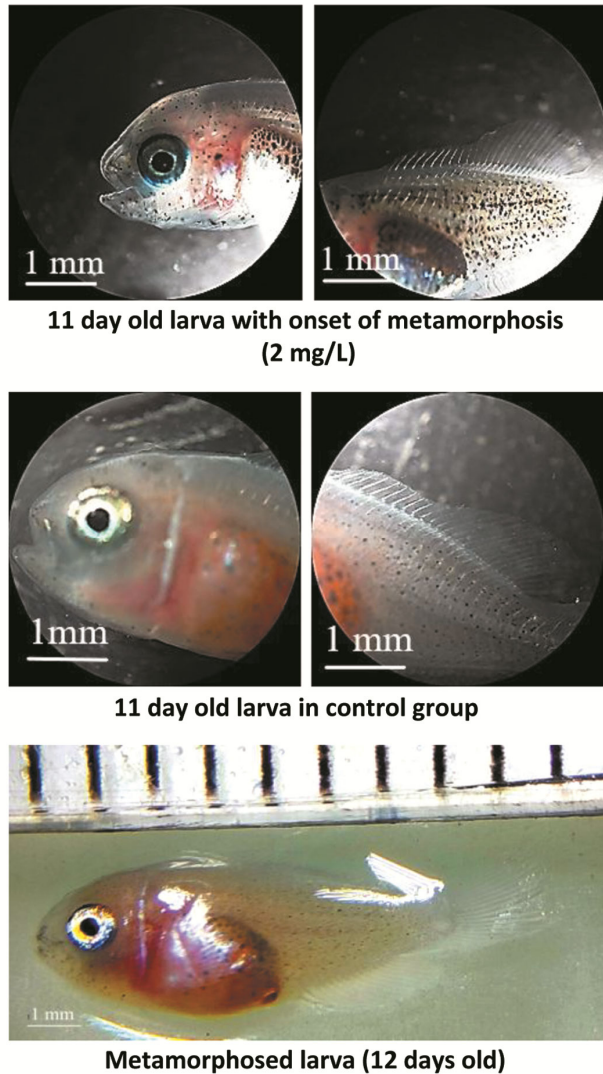 1 mm
1 mm
11 day old larva with onset of metamorphosis
(2 mg/L)
1mm
1 mm
11 day old larva in control group
1 mm
Metamorphosed larva (12 days old)